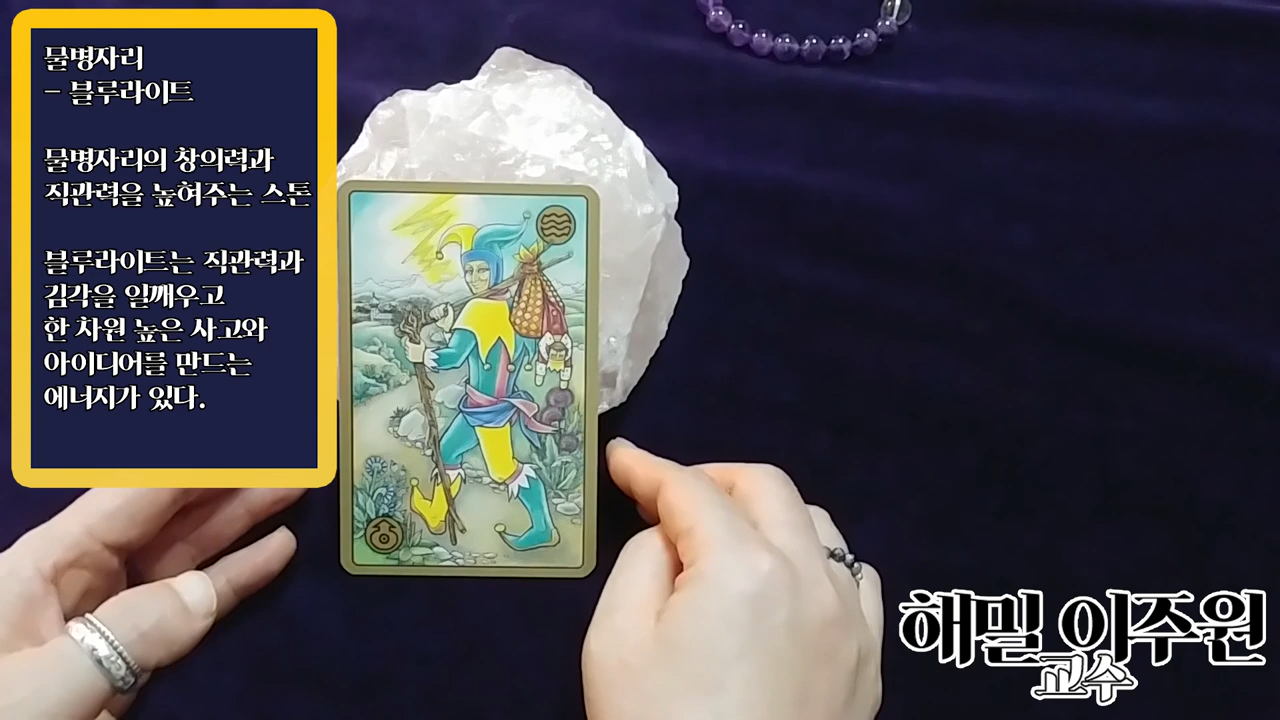 물병자리
- 블루라이트
물병자리의 창의력과
직관력을 높혀주는 스톤
블루라이트는 직관력과
김각을 일깨우고
한 차원 높은 사고와
아이디어를 만드는
에너지가 있다.
해밀 이주원
교수